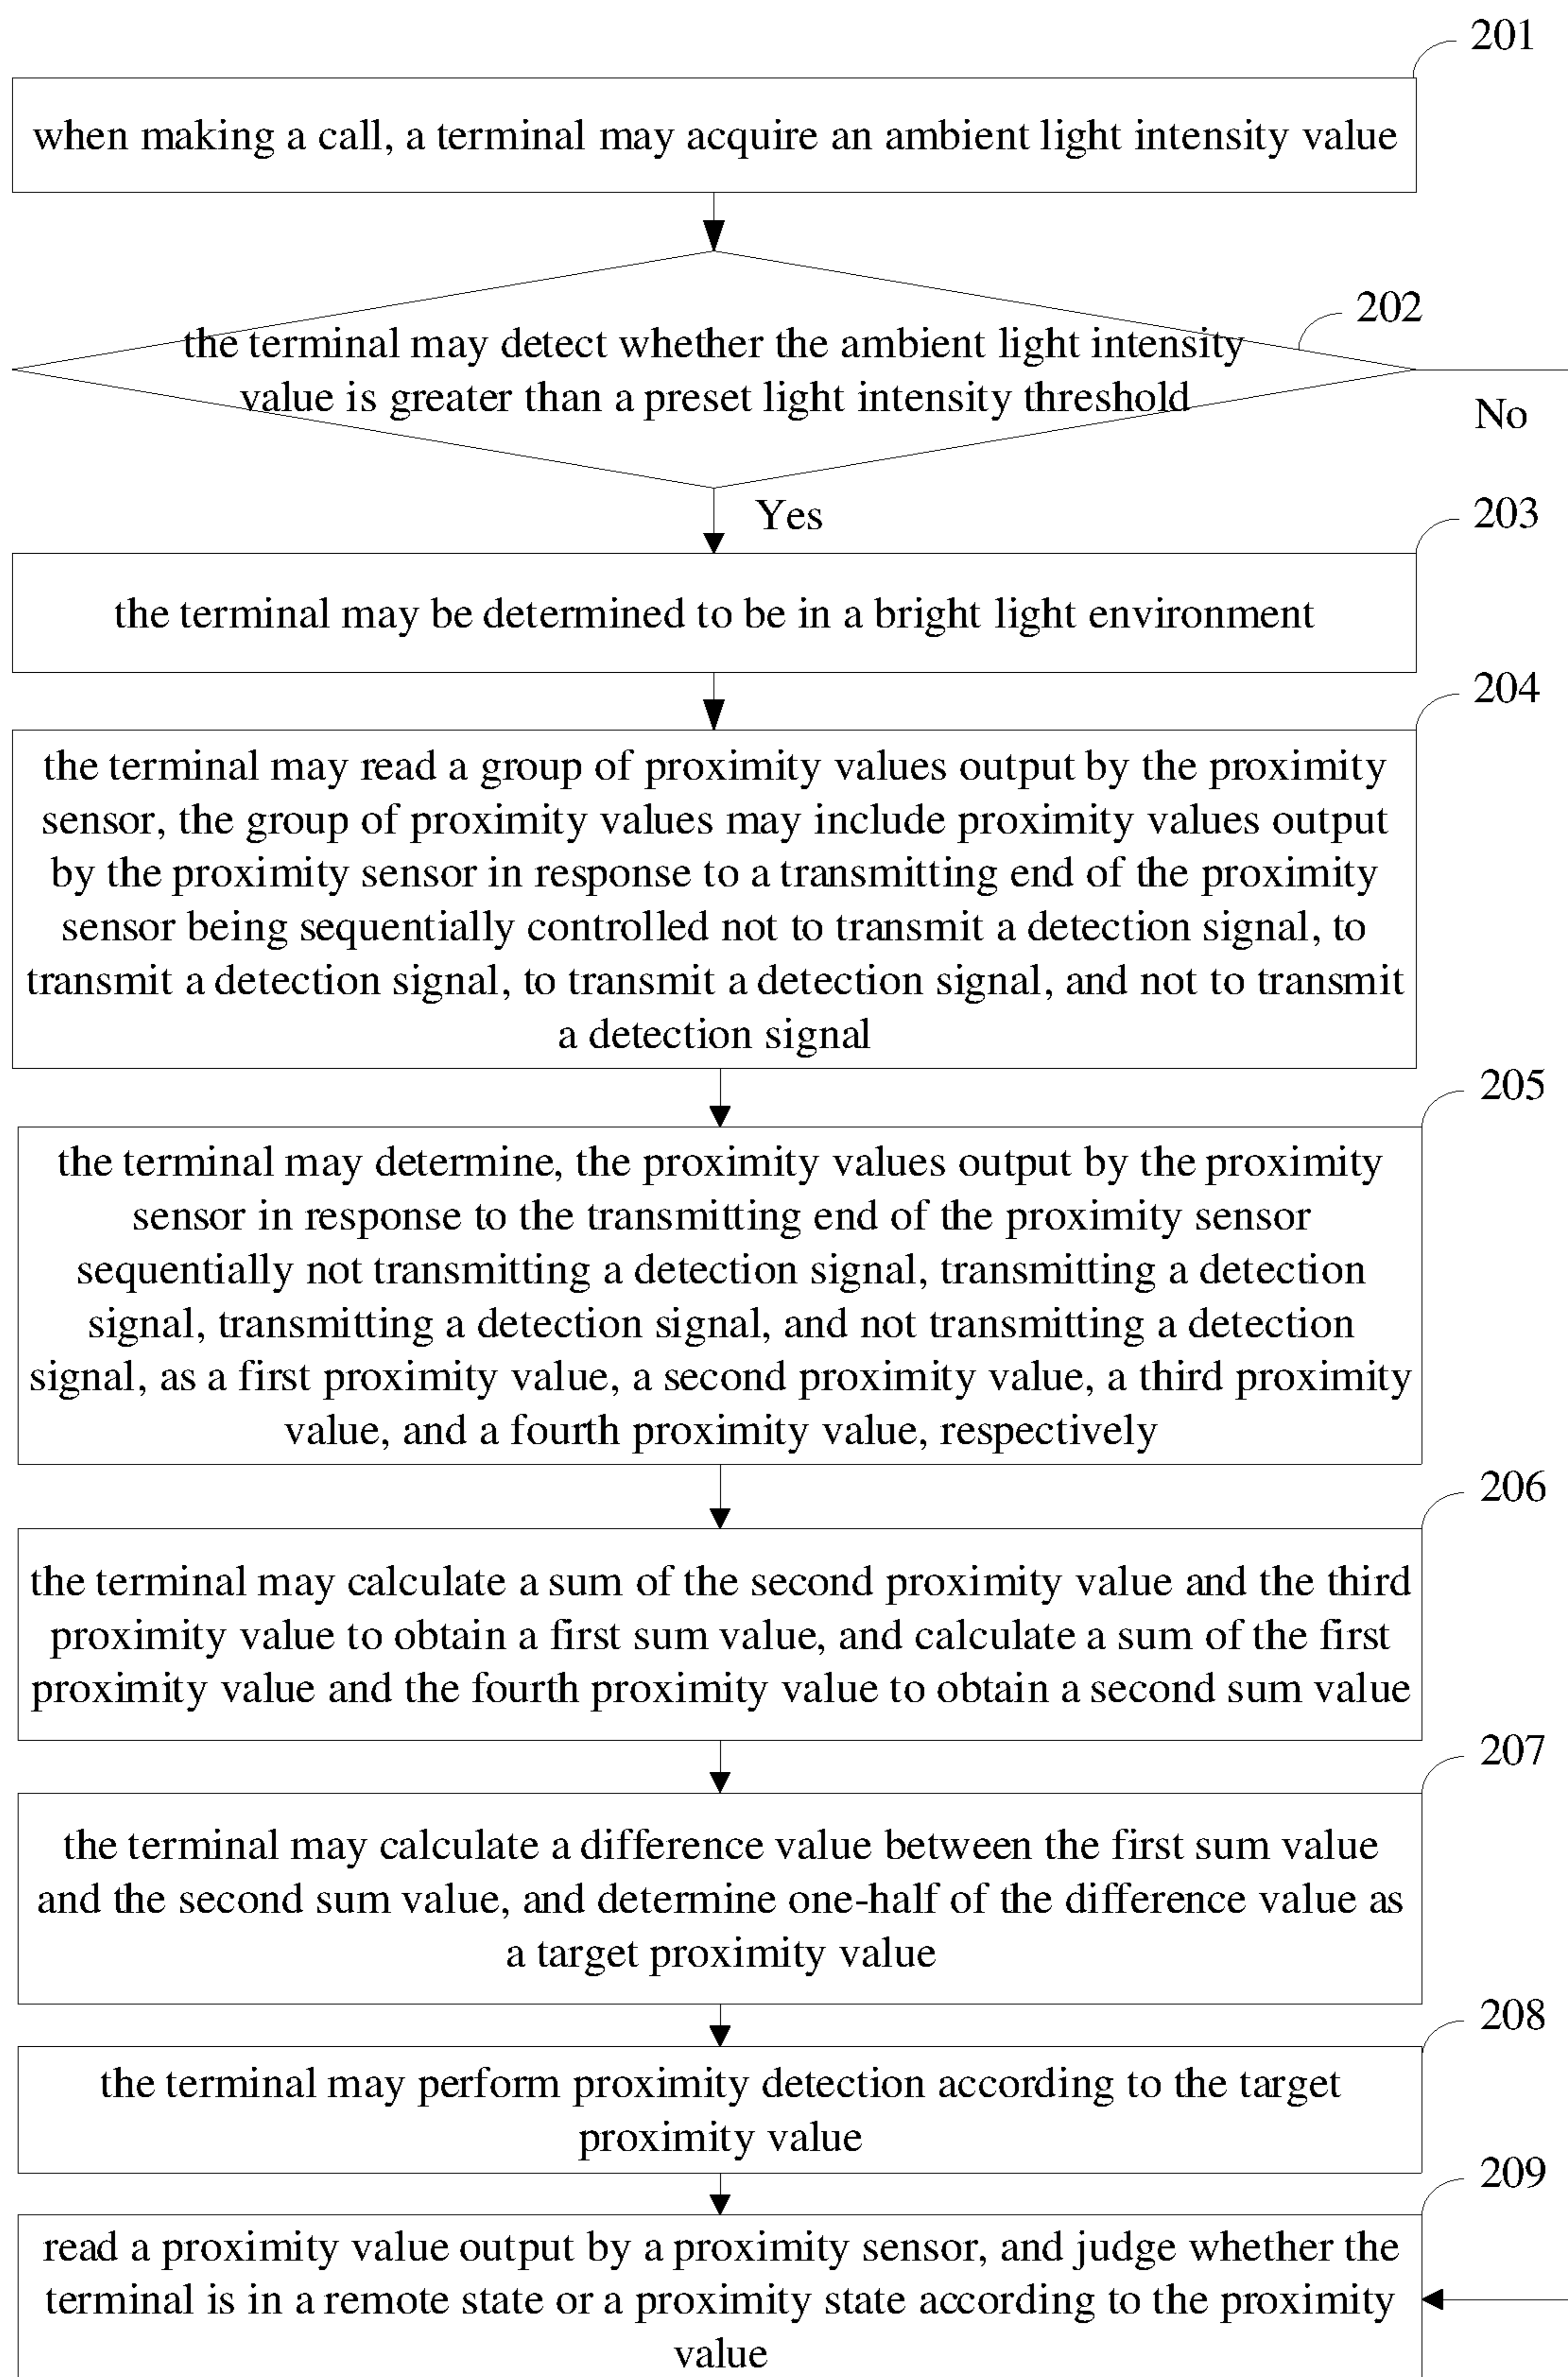 201
when making a call, a terminal may acquire an ambient light intensity value
202
the terminal may detect whether the ambient light intensity
value is greater than a preset light intensity threshold
No
Yes
203
the terminal may be determined to be in a bright light environment
204
the terminal may read a group of proximity values output by the proximity
sensor, the group of proximity values may include proximity values output
by the proximity sensor in response to a transmitting end of the proximity
sensor being sequentially controlled not to transmit a detection signal, to
transmit a detection signal, to transmit a detection signal, and not to transmit
a detection signal
205
the terminal may determine, the proximity values output by the proximity
sensor in response to the transmitting end of the proximity sensor
sequentially not transmitting a detection signal, transmitting a detection
signal, transmitting a detection signal, and not transmitting a detection
signal, as a first proximity value, a second proximity value, a third proximity
value, and a fourth proximity value, respectively
206
the terminal may calculate a sum of the second proximity value and the third
proximity value to obtain a first sum value, and calculate a sum of the first
proximity value and the fourth proximity value to obtain a second sum value
207
the terminal may calculate a difference value between the first sum value
and the second sum value, and determine one-half of the difference value as
a target proximity value
208
the terminal may perform proximity detection according to the target
proximity value
209
read a proximity value output by a proximity sensor, and judge whether the
terminal is in a remote state or a proximity state according to the proximity
value